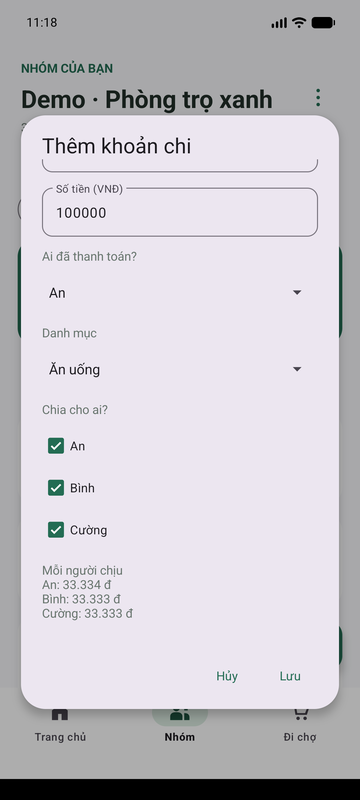 11:18
NHÓM CỦA BẠN
Demo · Phòng trọ xanh
Thêm khoản chi
Số tiền (VNĐ)
100000
Ai đã thanh toán?
An
Danh mục
Ăn uống
Chia cho ai?
An
Bình
Cường
Mỗi người chịu
An: 33.334 đ
Bình: 33.333 đ
Cường: 33.333 đ
Hủy
Lưu
Trang chủ
Nhóm
Đi chợ